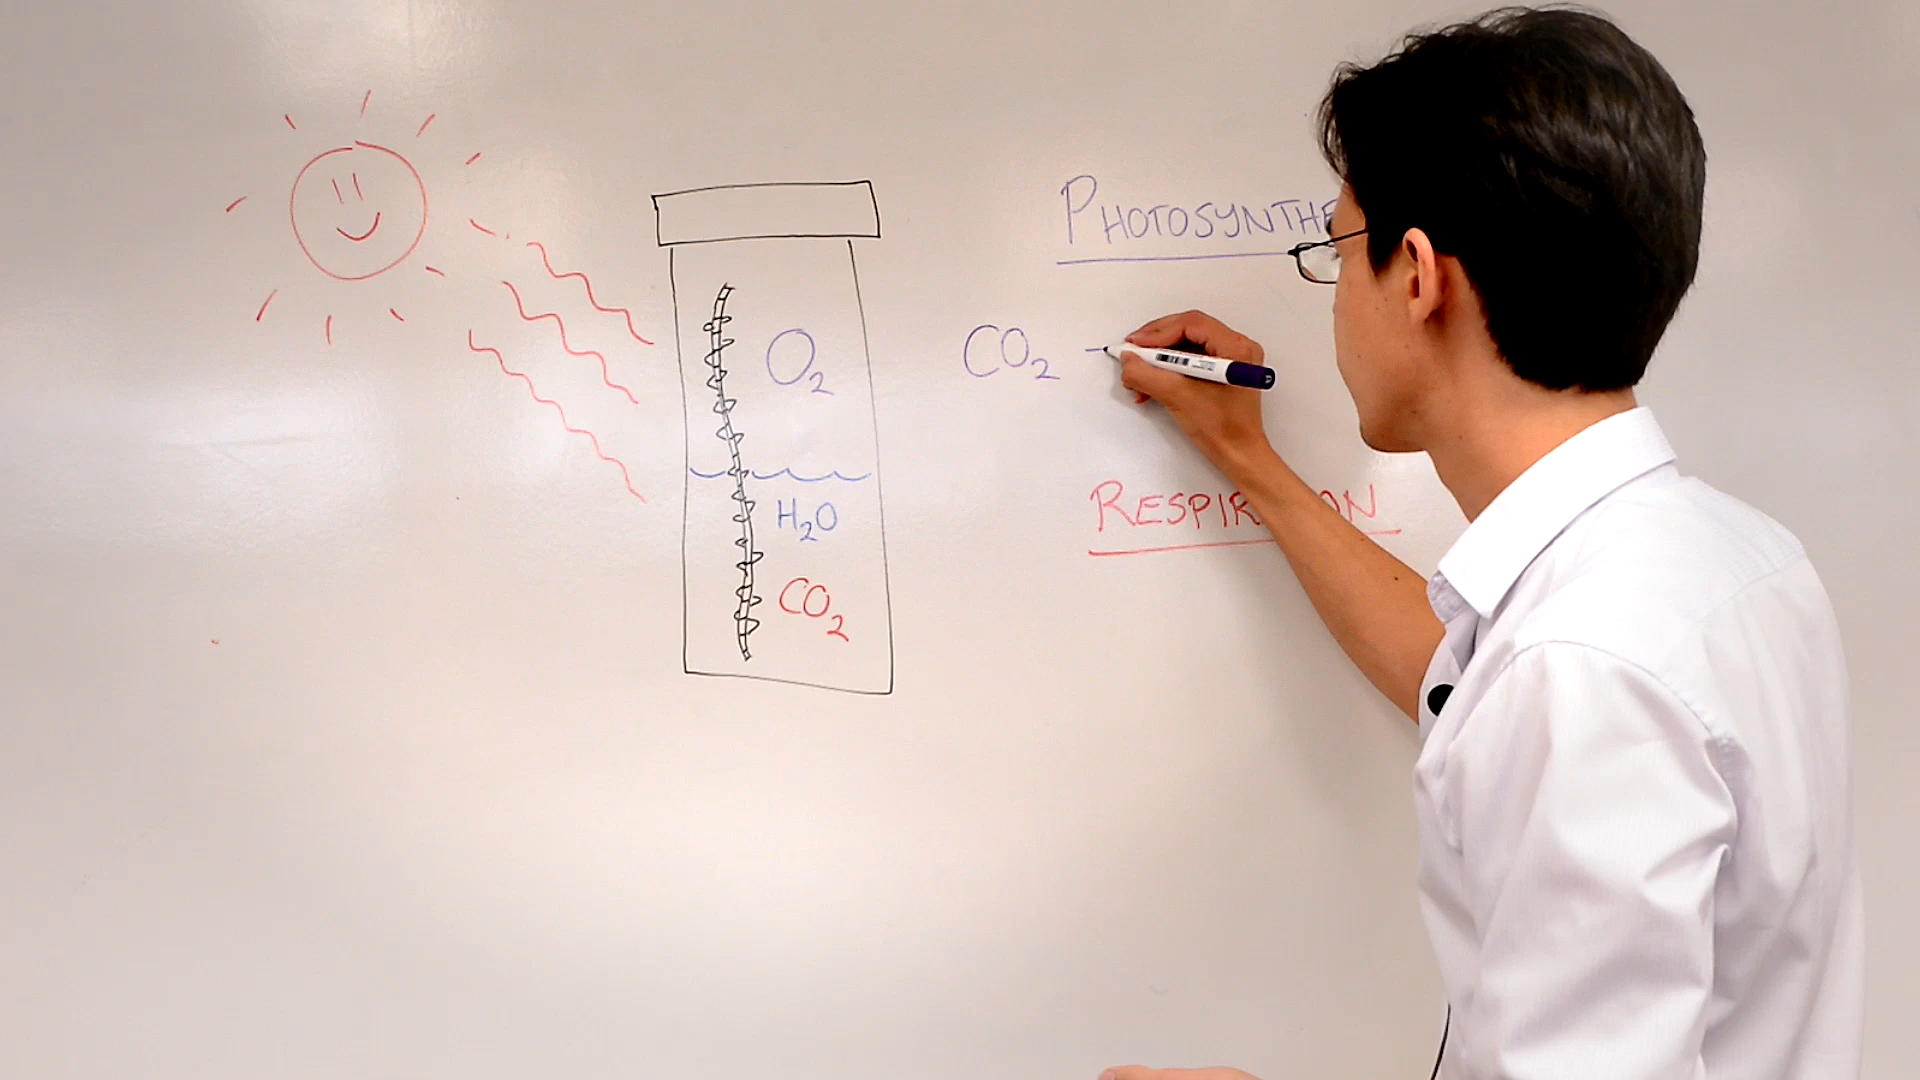 PHOTOSYNTHE
O₂
CO₂ -
H₂O
RESPIR ON
CO₂